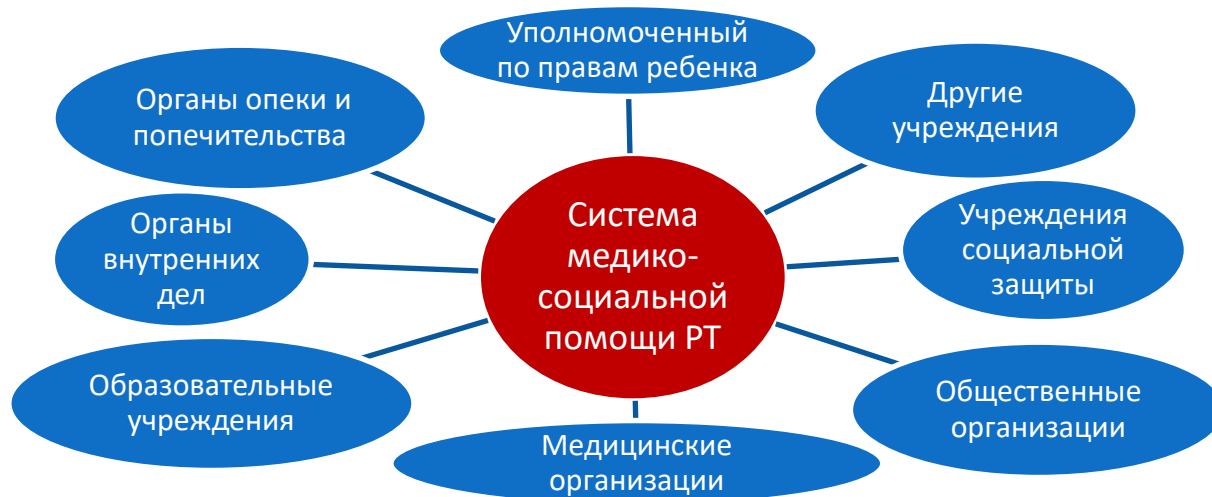 Уполномоченный
по правам ребенка
Органы опеки и
попечительства
Другие
учреждения
Органы
внутренних
дел
Система
медико-
социальной
помощи РТ
Учреждения
социальной
защиты
Образовательные
учреждения
Общественные
организации
Медицинские
организации